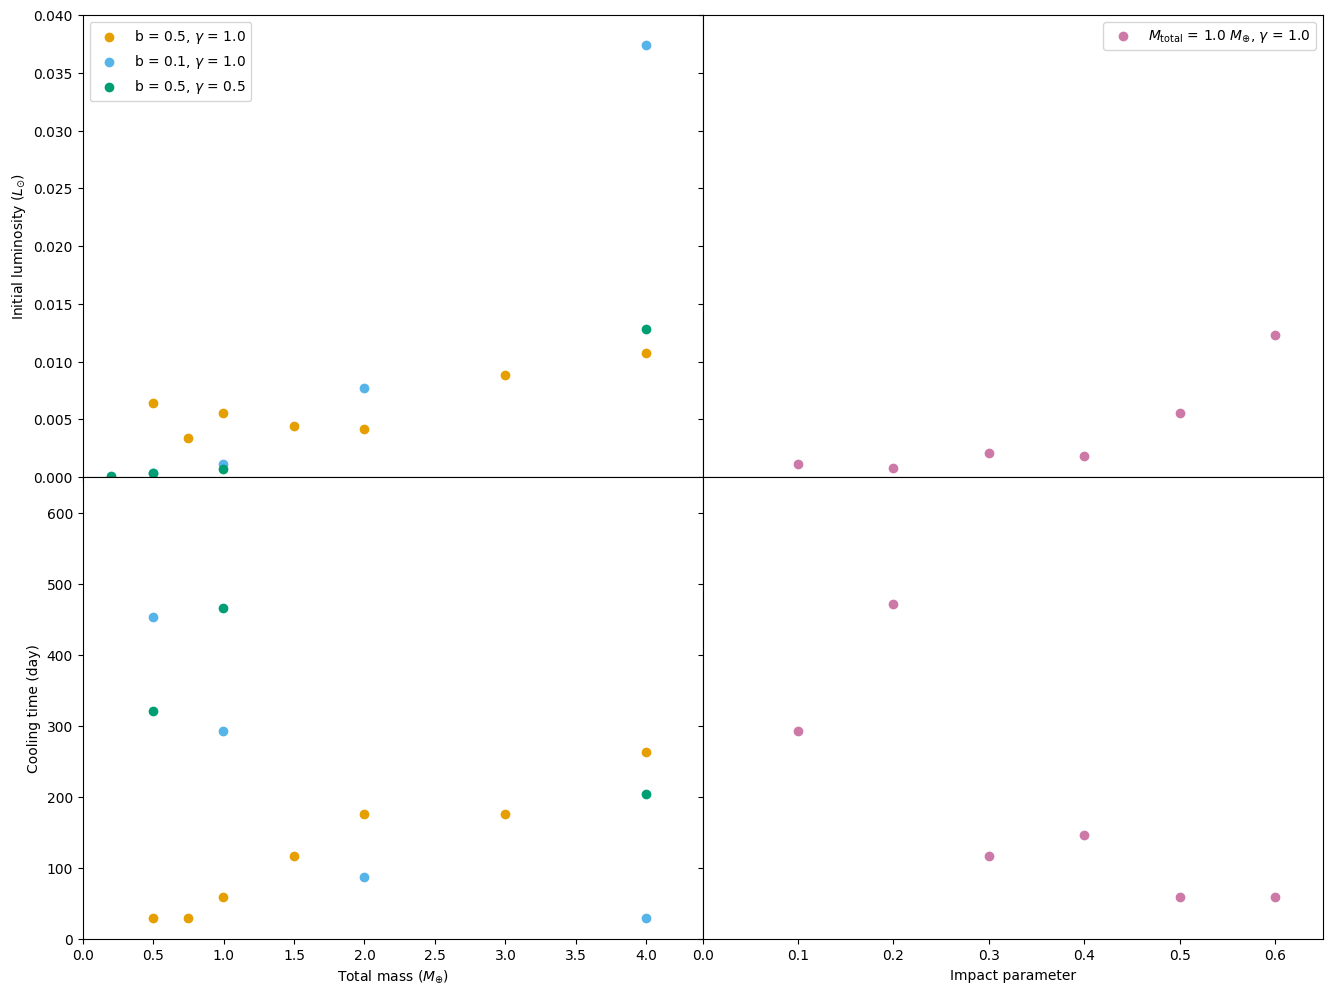 0.040
0.035
0.030
0.025
0.020
0.015
0.010
0.005
0.000
Initial luminosity (L⊙)
b = 0.5, γ = 1.0
b = 0.1, γ = 1.0
b = 0.5, γ = 0.5
Mtotal = 1.0 M⊕, γ = 1.0
600
500
400
300
200
100
0
Cooling time (day)
0.0 0.5 1.0 1.5 2.0 2.5 3.0 3.5 4.0
Total mass (M⊕)
0.0 0.1 0.2 0.3 0.4 0.5 0.6
Impact parameter